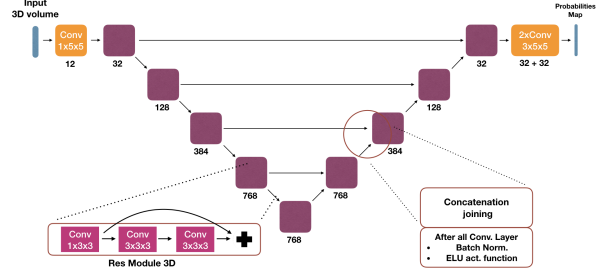 Input
3D volume
Probabilities
Map
Conv
1x5x5
2xConv
3x5x5
12
32
32
32 + 32
128
128
384
384
768
768
768
Concatenation
joining
After all Conv. Layer
• Batch Norm.
• ELU act. function
Conv
1x3x3
Conv
3x3x3
Conv
3x3x3
Res Module 3D